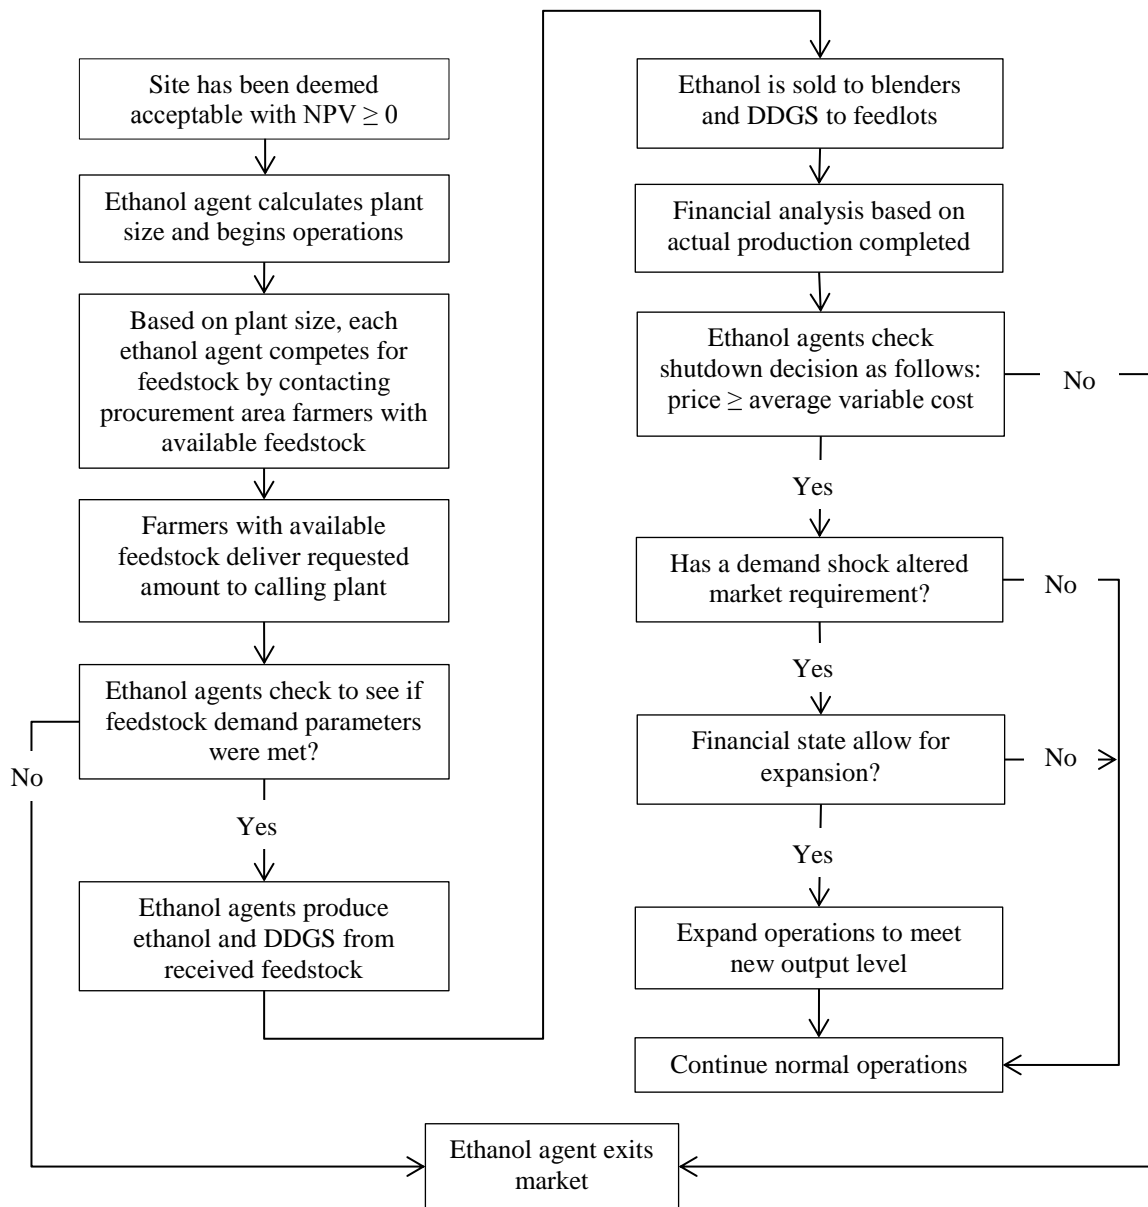 Site has been deemed
acceptable with NPV ≥ 0
Ethanol agent calculates plant
size and begins operations
Based on plant size, each
ethanol agent competes for
feedstock by contacting
procurement area farmers with
available feedstock
Farmers with available
feedstock deliver requested
amount to calling plant
Ethanol agents check to see if
feedstock demand parameters
were met?
No
Yes
Ethanol agents produce
ethanol and DDGS from
received feedstock
Ethanol is sold to blenders
and DDGS to feedlots
Financial analysis based on
actual production completed
Ethanol agents check
shutdown decision as follows:
price ≥ average variable cost
No
Yes
Has a demand shock altered
market requirement?
No
Yes
Financial state allow for
expansion?
No
Yes
Expand operations to meet
new output level
Continue normal operations
Ethanol agent exits
market